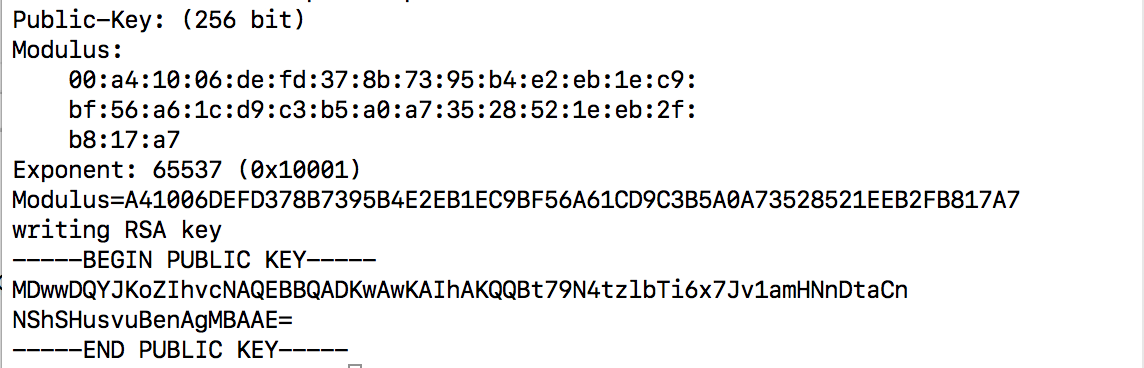 Public-Key: (256 bit)
Modulus:
00:a4:10:06:de:fd:37:8b:73:95:b4:e2:eb:1e:c9:
bf:56:a6:1c:d9:c3:b5:a0:a7:35:28:52:1e:eb:2f:
b8:17:a7
Exponent: 65537 (0x10001)
Modulus=A41006DEFD378B7395B4E2EB1EC9BF56A61CD9C3B5A0A73528521EEB2FB817A7
writing RSA key
-----BEGIN PUBLIC KEY-----
MDwwDQYJKoZIhvcNAQEBBQADKwAwKAIhAKQQBt79N4tzlbTi6x7Jv1amHNnDtaCn
NShSHusvuBenAgMBAAE=
-----END PUBLIC KEY-----